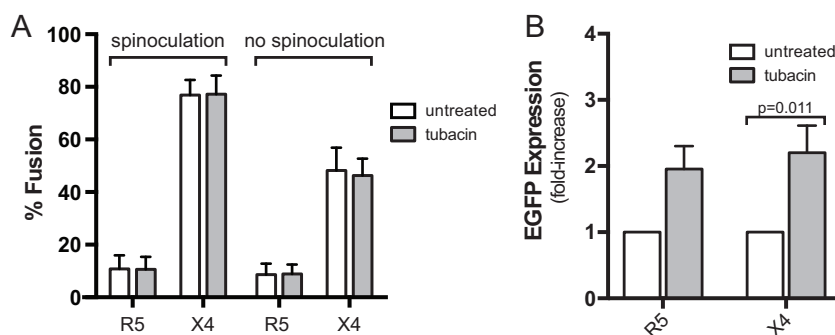 A
spinoculation
no spinoculation
% Fusion
100
80
60
40
20
0
R5
X4
R5
X4
untreated
tubacin
B
untreated
tubacin
p=0.011
EGFP Expression
(fold-increase)
4
3
2
1
0
R5
X4